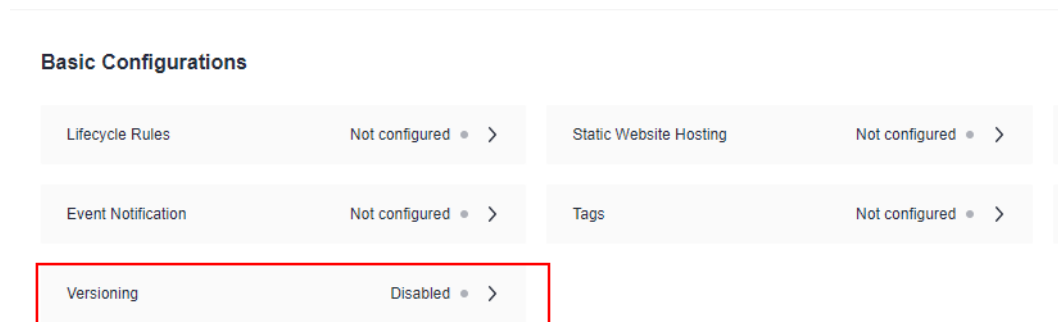 Basic Configurations
Lifecycle Rules Not configured Static Website Hosting Not configured
Event Notification Not configured Tags Not configured
Versioning Disabled